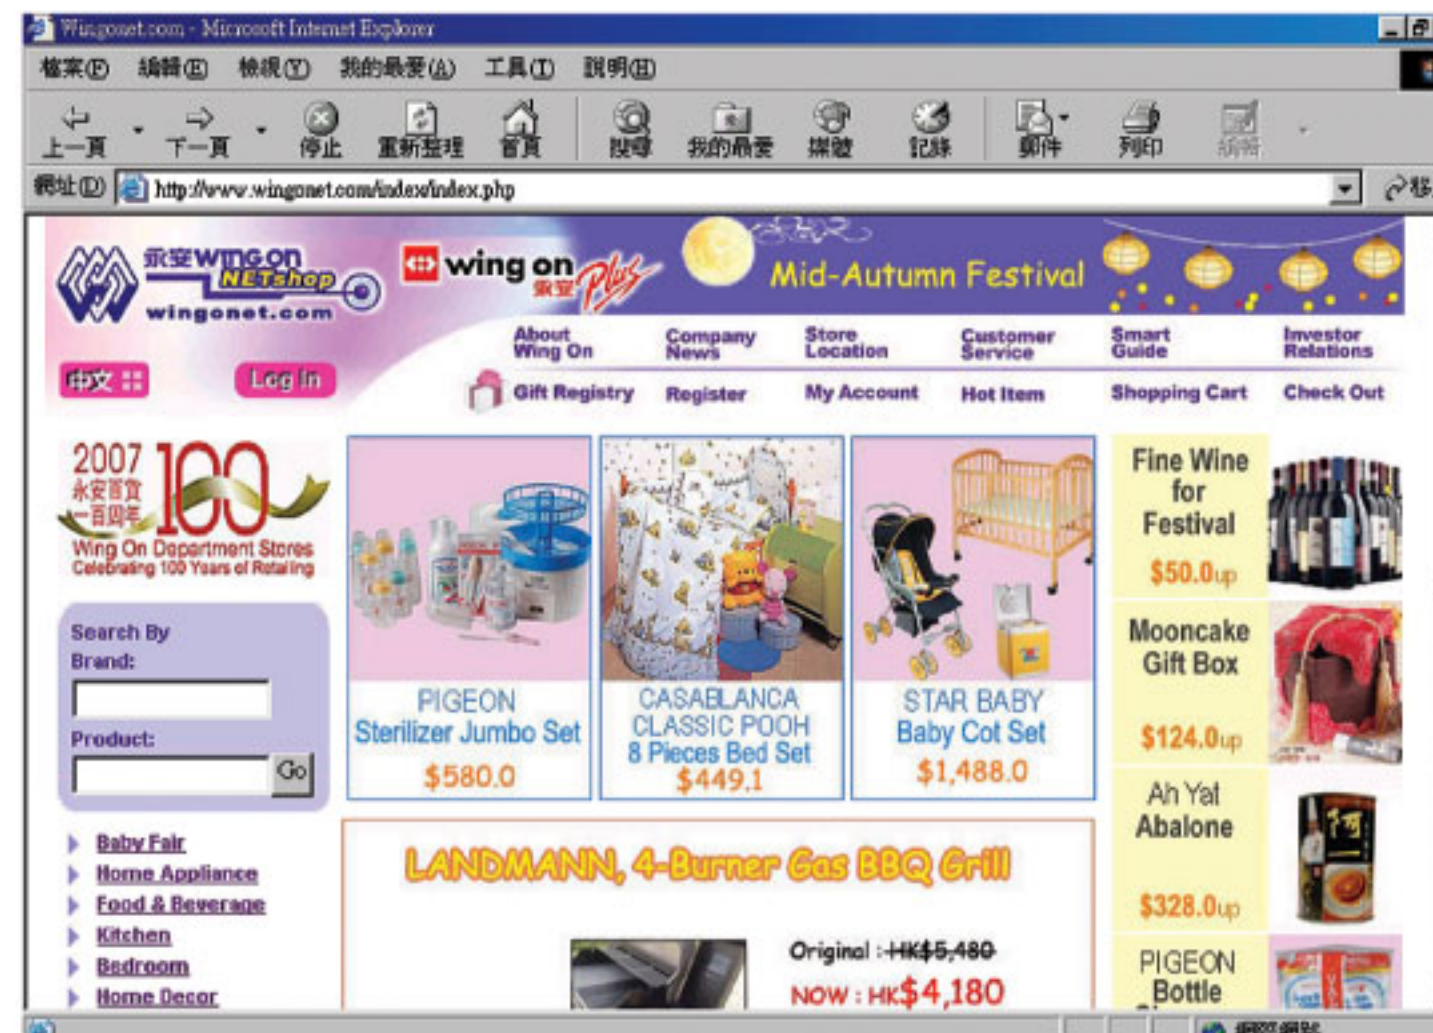 Wingonet.com - Microsoft Internet Explorer
檔案(F) 編輯(E) 檢視(V) 我的最愛(A) 工具(T) 說明(H)
上一頁 下一頁 停止 重新整理 首頁 搜尋 我的最愛 媒體 記錄 郵件 列印 編輯
網址(D) http://www.wingonet.com/index/index.php 移
永安 WING ON
NETshop
wingonet.com
wing on
永安 Plus
Mid-Autumn Festival
About Wing On
Company News
Store Location
Customer Service
Smart Guide
Investor Relations
中文
Log In
Gift Registry
Register
My Account
Hot Item
Shopping Cart
Check Out
2007
永安百貨
一百周年
100
Wing On Department Stores
Celebrating 100 Years of Retailing
Search By
Brand:
Product:
Go
Baby Fair
Home Appliance
Food & Beverage
Kitchen
Bedroom
Home Decor
PIGEON
Sterilizer Jumbo Set
$580.0
CASABLANCA
CLASSIC POOH
8 Pieces Bed Set
$449.1
STAR BABY
Baby Cot Set
$1,488.0
LANDMANN, 4-Burner Gas BBQ Grill
Original : HK$5,480
NOW : HK$4,180
Fine Wine
for
Festival
$50.0up
Mooncake
Gift Box
$124.0up
Ah Yat
Abalone
$328.0up
PIGEON
Bottle